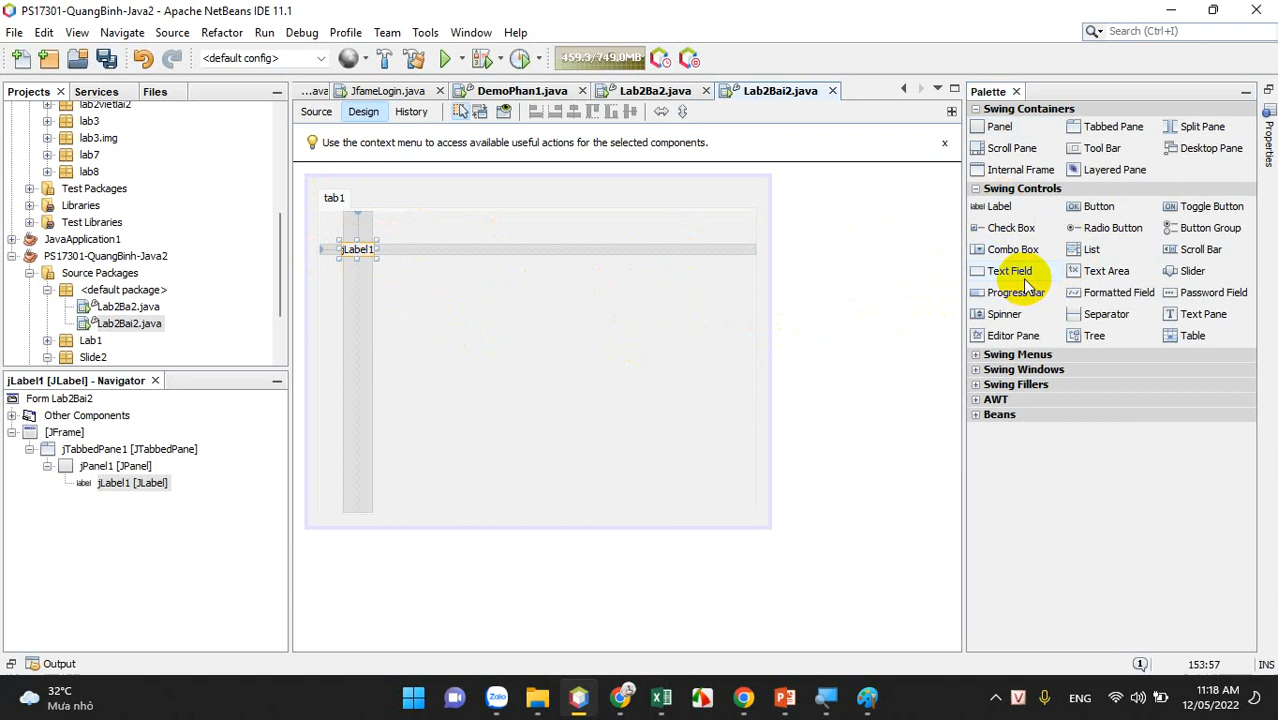 PS17301-QuangBinh-Java2 - Apache NetBeans IDE 11.1
File Edit View Navigate Source Refactor Run Debug Profile Team Tools Window Help
Search (Ctrl+I)
<default config>
459.3/749.0MB
Projects Services Files
...ava JfameLogin.java DemoPhan1.java Lab2Ba2.java Lab2Bai2.java
Source Design History
Use the context menu to access available useful actions for the selected components. x
lab2vietlai2
lab3
lab3.img
lab7
lab8
Test Packages
Libraries
Test Libraries
JavaApplication1
PS17301-QuangBinh-Java2
Source Packages
<default package>
Lab2Ba2.java
Lab2Bai2.java
Lab1
Slide2
jLabel1 [JLabel] - Navigator
Form Lab2Bai2
Other Components
[JFrame]
jTabbedPane1 [JTabbedPane]
jPanel1 [JPanel]
label jLabel1 [JLabel]
tab1
jLabel1
Palette
Swing Containers
Panel Tabbed Pane Split Pane
Scroll Pane Tool Bar Desktop Pane
Internal Frame Layered Pane
Swing Controls
label Label OK Button ON Toggle Button
Check Box Radio Button Button Group
Combo Box List Scroll Bar
Text Field Text Area Slider
Progress Bar Formatted Field Password Field
Spinner Separator Text Pane
Editor Pane Tree Table
Swing Menus
Swing Windows
Swing Fillers
AWT
Beans
Properties
Output
1 153:57 INS
32°C
Mưa nhỏ
Zalo
ENG
11:18 AM
12/05/2022